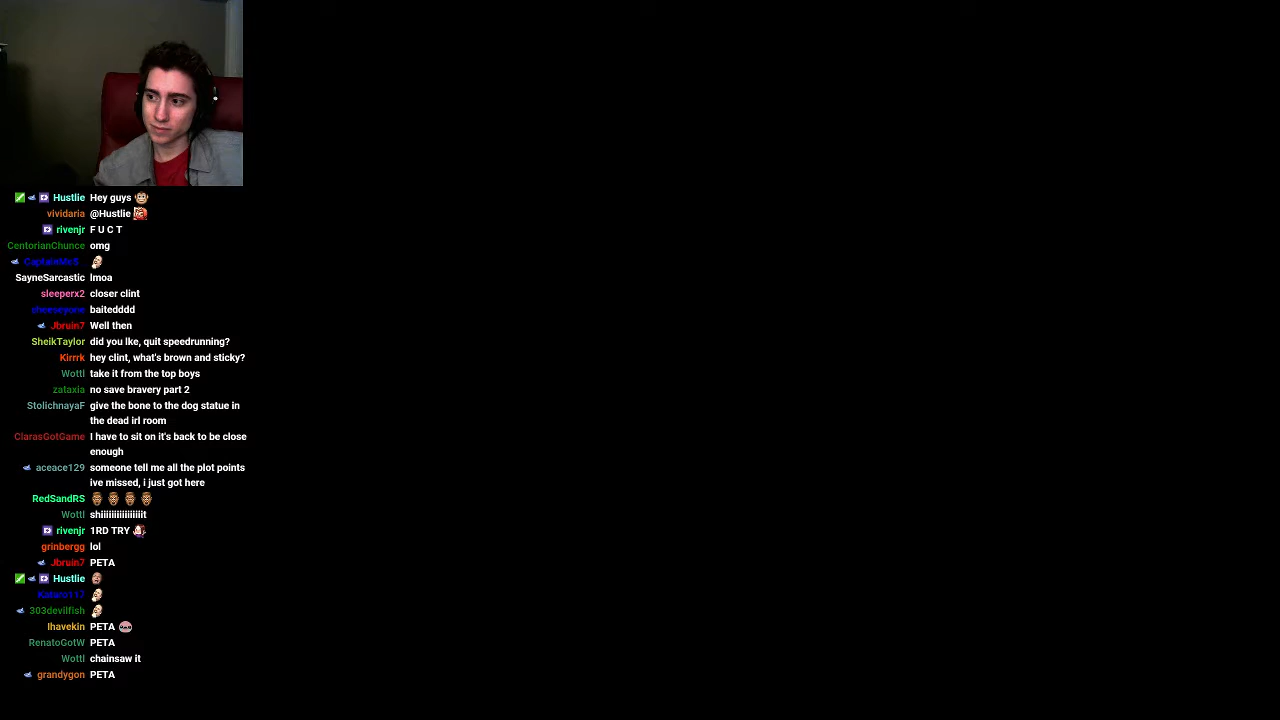 Hustlie Hey guys
vividaria @Hustlie
rivenjr F U C T
CentorianChunce omg
SayneSarcastic lmoa
sleeperx2 closer clint
cheeseyone baitedddd
Jbruin7 Well then
SheikTaylor did you lke, quit speedrunning?
Kirrrk hey clint, what's brown and sticky?
Wottl take it from the top boys
zataxia no save bravery part 2
StolichnayaF give the bone to the dog statue in
the dead irl room
ClarasGotGame I have to sit on it's back to be close
enough
aceace129 someone tell me all the plot points
ive missed, i just got here
RedSandRS
Wottl shiiiiiiiiiiiiiiiit
rivenjr 1RD TRY
grinbergg lol
Jbruin7 PETA
Hustlie
303devilfish
Ihavekin PETA
RenatoGotW PETA
Wottl chainsaw it
grandygon PETA